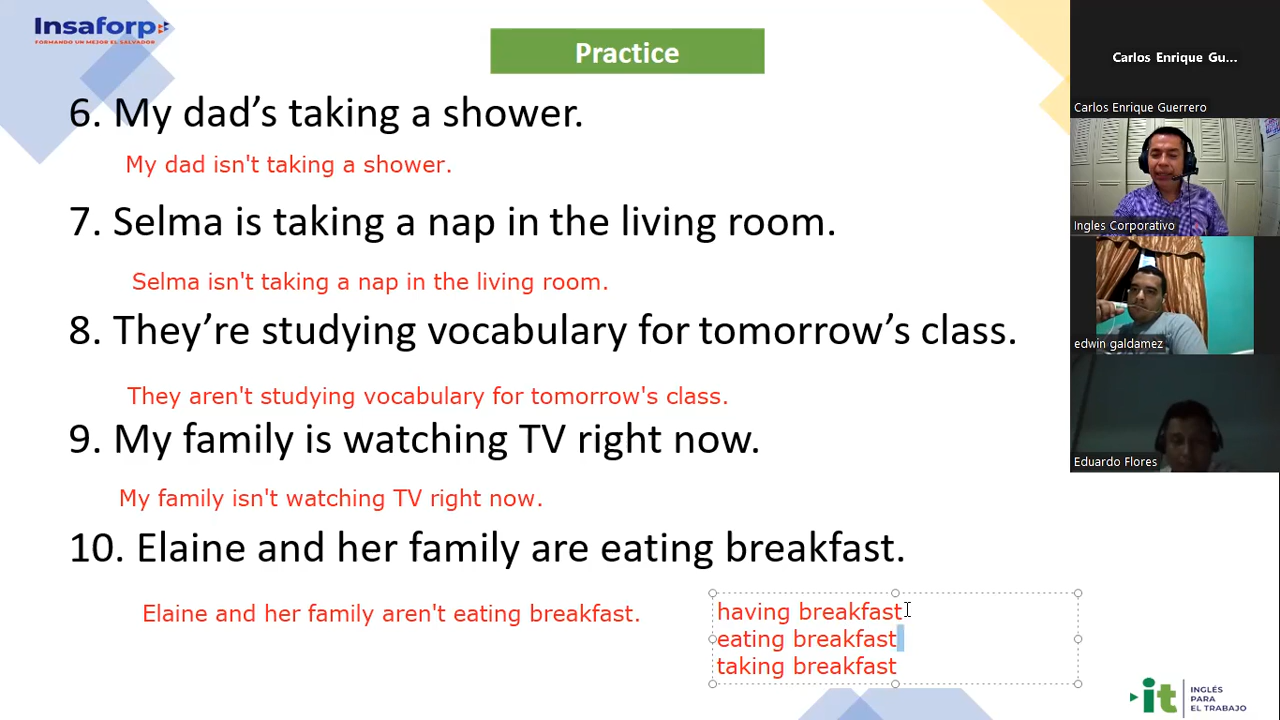 Insaforp
FORMANDO UN MEJOR EL SALVADOR
Practice
6. My dad’s taking a shower.
My dad isn't taking a shower.
7. Selma is taking a nap in the living room.
Selma isn't taking a nap in the living room.
8. They’re studying vocabulary for tomorrow’s class.
They aren't studying vocabulary for tomorrow's class.
9. My family is watching TV right now.
My family isn't watching TV right now.
10. Elaine and her family are eating breakfast.
Elaine and her family aren't eating breakfast.
having breakfast
eating breakfast
taking breakfast
Carlos Enrique Gu...
Carlos Enrique Guerrero
Ingles Corporativo
edwin galdamez
Eduardo Flores
it
INGLÉS
PARA
EL TRABAJO